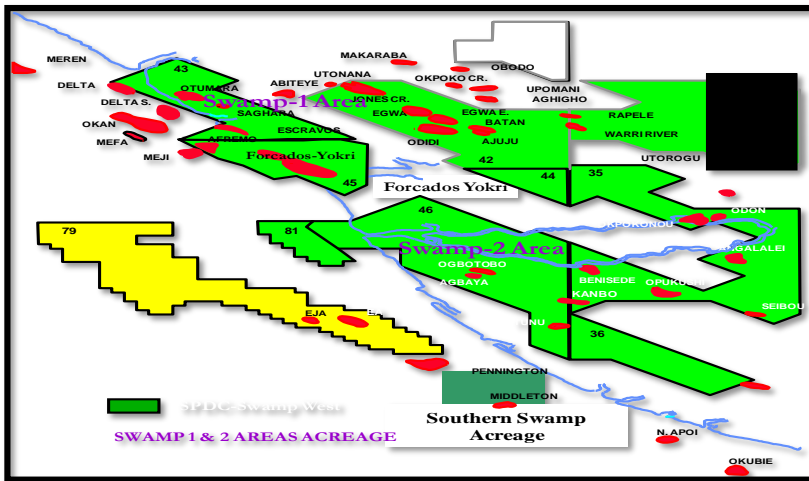 MEREN
43
MAKARABA
OBODO
DELTA
OTUMARA
ABITEYE
UTONANA
OKPOKO CR.
UPOMANI
AGHIGHO
DELTA S.
Swamp-1 Area
JONES CR.
SAGHARA
EGWA
EGWA E.
RAPELE
OKAN
ESCRAVOS
BATAN
WARRI RIVER
MEFA
AFREMO
ODIDI
AJUJU
MEJI
Forcados-Yokri
42
UTOROGU
45
Forcados Yokri
44
35
79
81
46
ODON
Swamp-2 Area
OGBOTOBO
AGBAYA
BENISEDE
KANBO
SEIBOU
EJA
36
PENNINGTON
MIDDLETON
SPDC-Swamp West
Southern Swamp
Acreage
SWAMP 1 & 2 AREAS ACREAGE
N. APOI
OKUBIE